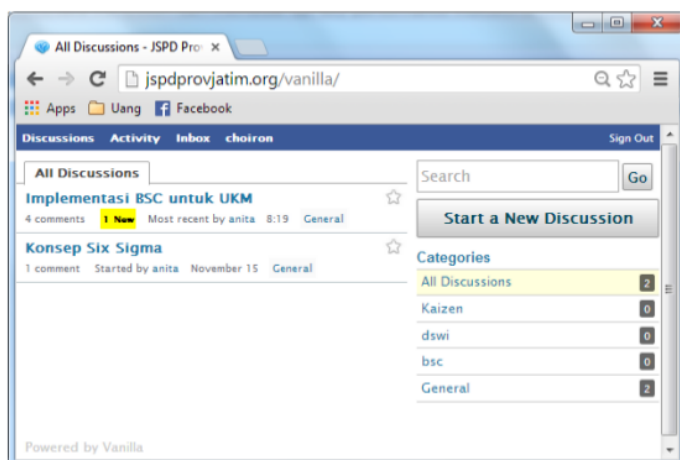 All Discussions - JSPD Pro
jspdprovjatim.org/vanilla/
Apps Uang Facebook
Discussions Activity Inbox choiron Sign Out
All Discussions
Implementasi BSC untuk UKM
4 comments 1 New Most recent by anita 8:19 General
Konsep Six Sigma
1 comment Started by anita November 15 General
Powered by Vanilla
Search Go
Start a New Discussion
Categories
All Discussions 2
Kaizen 0
dswi 0
bsc 0
General 2